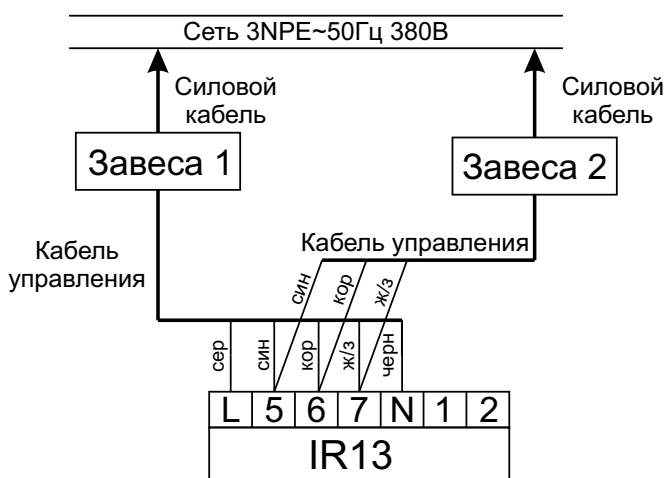 Сеть 3NPE~50Гц 380В
Силовой
кабель
Силовой
кабель
Завеса 1
Завеса 2
Кабель
управления
Кабель управления
син
кор
ж/з
сер
син
кор
ж/з
черн
L 5 6 7 N 1 2
IR13